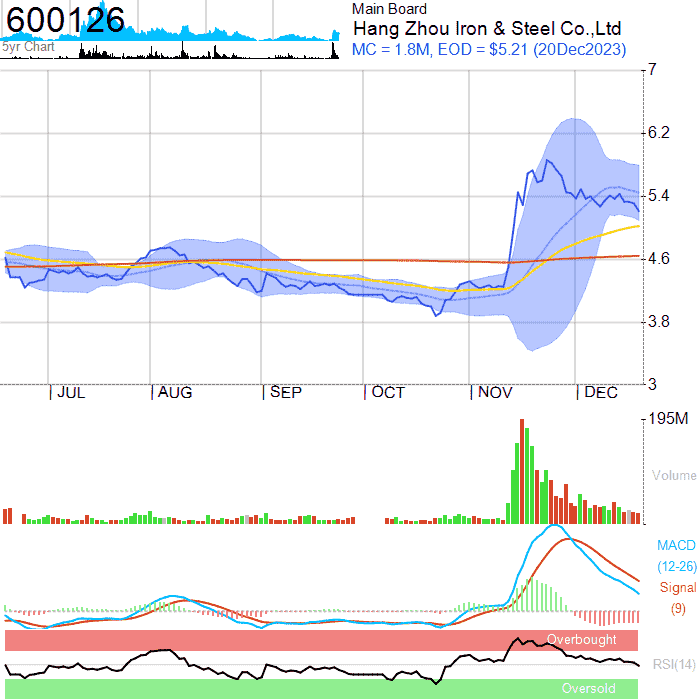 600126
5yr Chart
Main Board
Hang Zhou Iron & Steel Co.,Ltd
MC = 1.8M, EOD = $5.21 (20Dec2023)
7
6.2
5.4
4.6
3.8
3
JUL
AUG
SEP
OCT
NOV
DEC
195M
Volume
MACD
(12-26)
Signal
(9)
Overbought
RSI(14)
Oversold